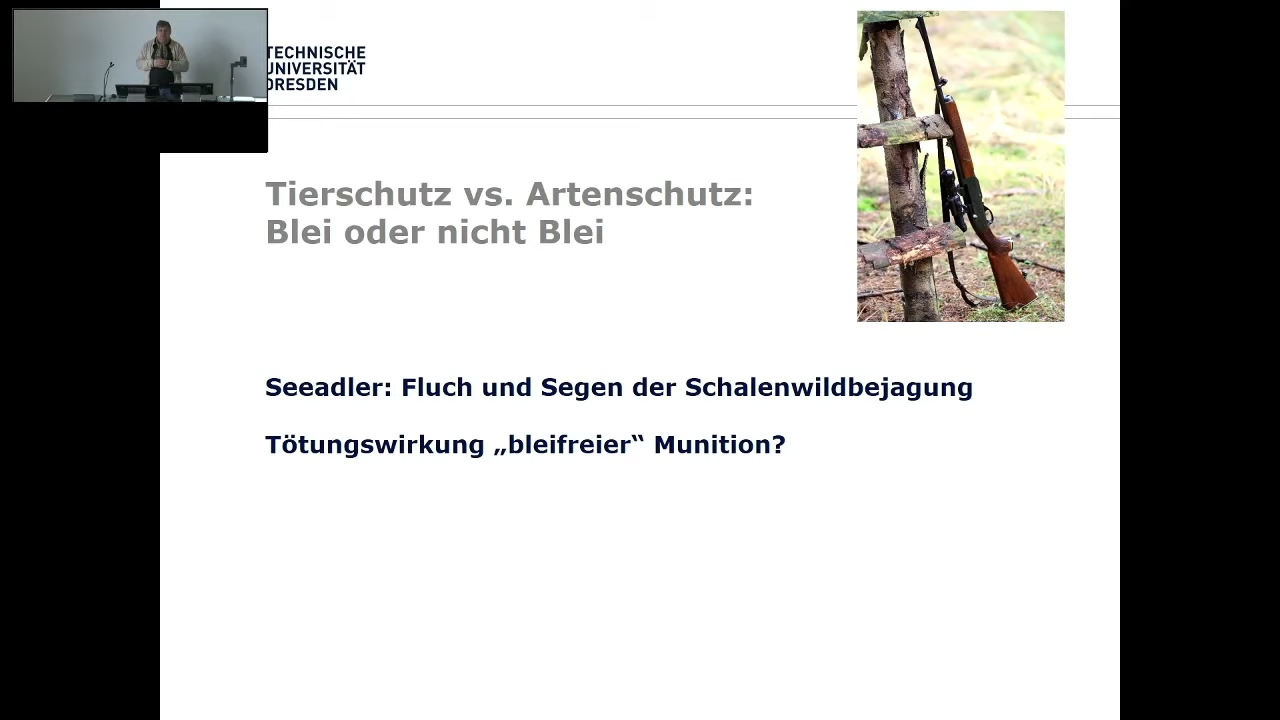 TECHNISCHE
UNIVERSITÄT
DRESDEN
Tierschutz vs. Artenschutz:
Blei oder nicht Blei
Seeadler: Fluch und Segen der Schalenwildbejagung
Tötungswirkung „bleifreier“ Munition?